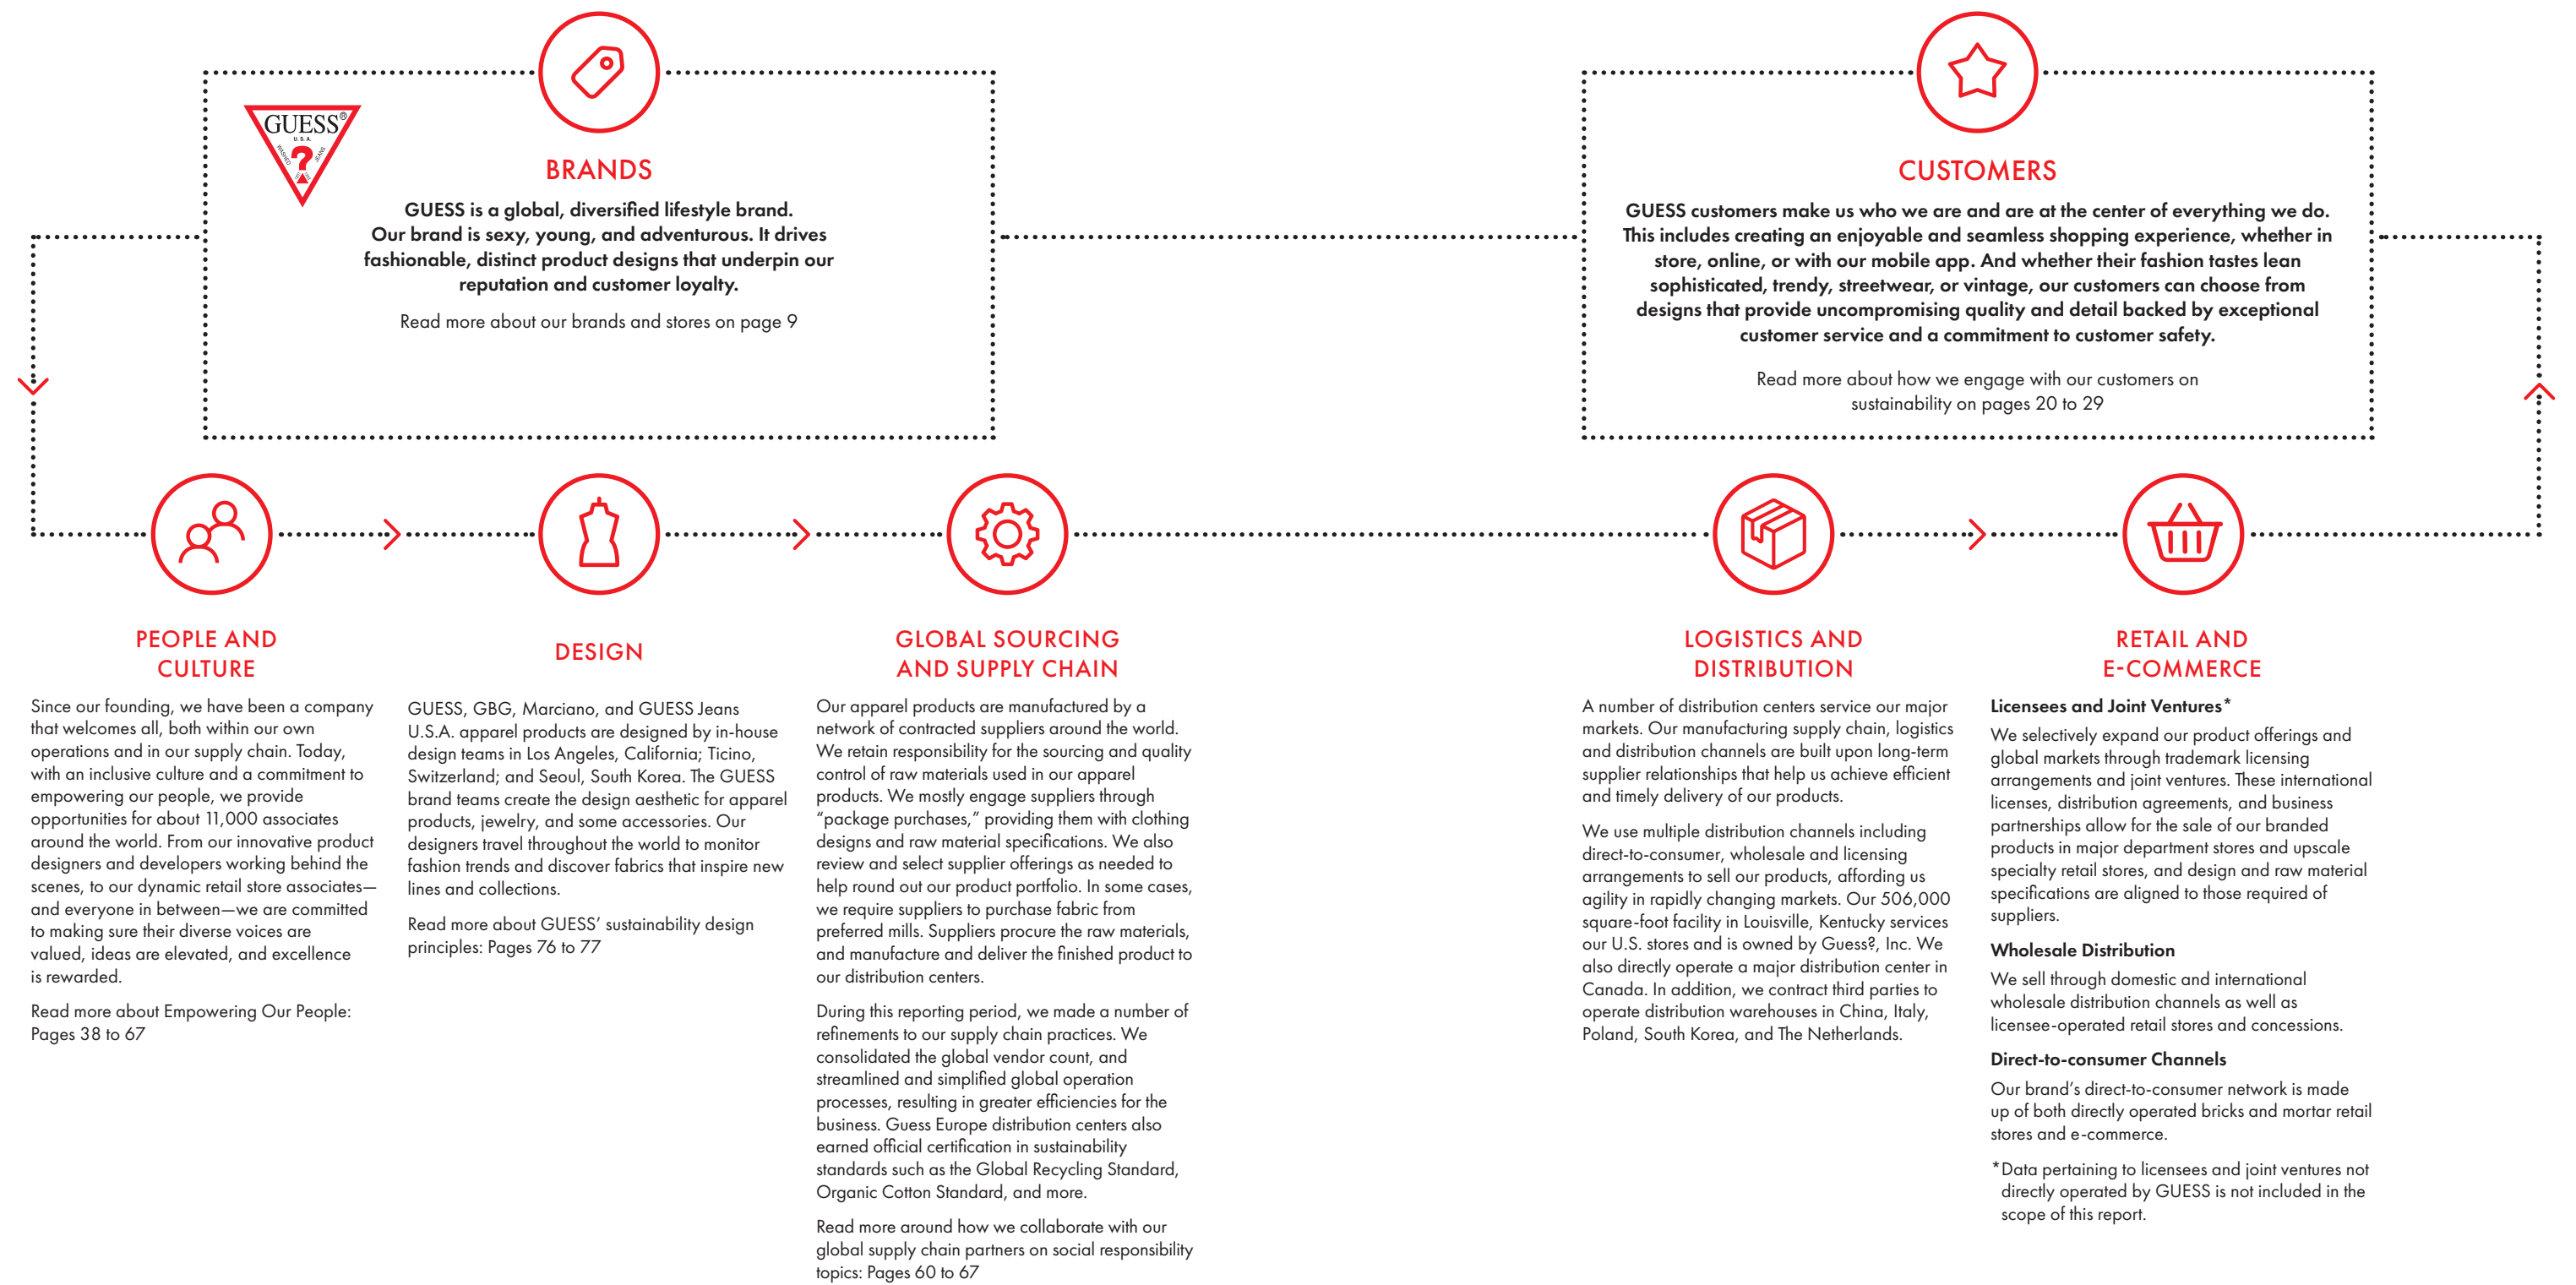 GUESS®
U.S.A.
WASHED
JEANS
?
BRANDS
GUESS is a global, diversified lifestyle brand.
Our brand is sexy, young, and adventurous. It drives
fashionable, distinct product designs that underpin our
reputation and customer loyalty.
Read more about our brands and stores on page 9
CUSTOMERS
GUESS customers make us who we are and are at the center of everything we do.
This includes creating an enjoyable and seamless shopping experience, whether in
store, online, or with our mobile app. And whether their fashion tastes lean
sophisticated, trendy, streetwear, or vintage, our customers can choose from
designs that provide uncompromising quality and detail backed by exceptional
customer service and a commitment to customer safety.
Read more about how we engage with our customers on
sustainability on pages 20 to 29
PEOPLE AND
CULTURE
Since our founding, we have been a company
that welcomes all, both within our own
operations and in our supply chain. Today,
with an inclusive culture and a commitment to
empowering our people, we provide
opportunities for about 11,000 associates
around the world. From our innovative product
designers and developers working behind the
scenes, to our dynamic retail store associates—
and everyone in between—we are committed
to making sure their diverse voices are
valued, ideas are elevated, and excellence
is rewarded.
Read more about Empowering Our People:
Pages 38 to 67
DESIGN
GUESS, GBG, Marciano, and GUESS Jeans
U.S.A. apparel products are designed by in-house
design teams in Los Angeles, California; Ticino,
Switzerland; and Seoul, South Korea. The GUESS
brand teams create the design aesthetic for apparel
products, jewelry, and some accessories. Our
designers travel throughout the world to monitor
fashion trends and discover fabrics that inspire new
lines and collections.
Read more about GUESS’ sustainability design
principles: Pages 76 to 77
GLOBAL SOURCING
AND SUPPLY CHAIN
Our apparel products are manufactured by a
network of contracted suppliers around the world.
We retain responsibility for the sourcing and quality
control of raw materials used in our apparel
products. We mostly engage suppliers through
“package purchases,” providing them with clothing
designs and raw material specifications. We also
review and select supplier offerings as needed to
help round out our product portfolio. In some cases,
we require suppliers to purchase fabric from
preferred mills. Suppliers procure the raw materials,
and manufacture and deliver the finished product to
our distribution centers.
During this reporting period, we made a number of
refinements to our supply chain practices. We
consolidated the global vendor count, and
streamlined and simplified global operation
processes, resulting in greater efficiencies for the
business. Guess Europe distribution centers also
earned official certification in sustainability
standards such as the Global Recycling Standard,
Organic Cotton Standard, and more.
Read more around how we collaborate with our
global supply chain partners on social responsibility
topics: Pages 60 to 67
LOGISTICS AND
DISTRIBUTION
A number of distribution centers service our major
markets. Our manufacturing supply chain, logistics
and distribution channels are built upon long-term
supplier relationships that help us achieve efficient
and timely delivery of our products.
We use multiple distribution channels including
direct-to-consumer, wholesale and licensing
arrangements to sell our products, affording us
agility in rapidly changing markets. Our 506,000
square-foot facility in Louisville, Kentucky services
our U.S. stores and is owned by Guess?, Inc. We
also directly operate a major distribution center in
Canada. In addition, we contract third parties to
operate distribution warehouses in China, Italy,
Poland, South Korea, and The Netherlands.
RETAIL AND
E-COMMERCE
Licensees and Joint Ventures*
We selectively expand our product offerings and
global markets through trademark licensing
arrangements and joint ventures. These international
licenses, distribution agreements, and business
partnerships allow for the sale of our branded
products in major department stores and upscale
specialty retail stores, and design and raw material
specifications are aligned to those required of
suppliers.
Wholesale Distribution
We sell through domestic and international
wholesale distribution channels as well as
licensee-operated retail stores and concessions.
Direct-to-consumer Channels
Our brand’s direct-to-consumer network is made
up of both directly operated bricks and mortar retail
stores and e-commerce.
*Data pertaining to licensees and joint ventures not
directly operated by GUESS is not included in the
scope of this report.